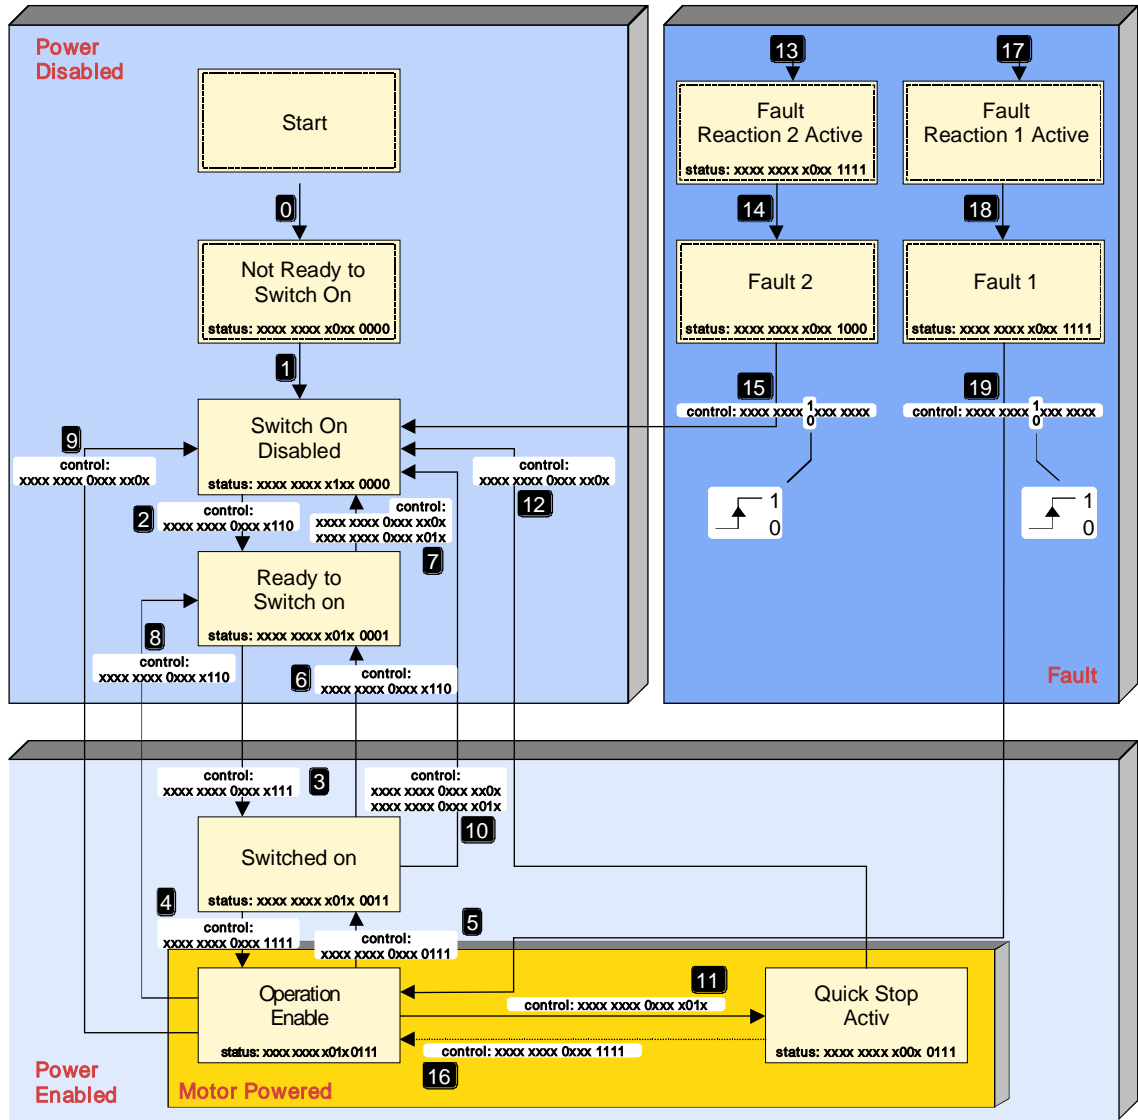 Power
Disabled
Start
0
Not Ready to
Switch On
status: xxxx xxxx x0xx 0000
1
Switch On
Disabled
status: xxxx xxxx x1xx 0000
9
control:
xxxx xxxx 0xxx xx0x
2
control:
xxxx xxxx 0xxx x110
control:
xxxx xxxx 0xxx xx0x
xxxx xxxx 0xxx x01x
7
control:
xxxx xxxx 0xxx xx0x
12
Ready to
Switch on
status: xxxx xxxx x01x 0001
8
control:
xxxx xxxx 0xxx x110
6
control:
xxxx xxxx 0xxx x110
13
Fault
Reaction 2 Active
status: xxxx xxxx x0xx 1111
14
Fault 2
status: xxxx xxxx x0xx 1000
15
control: xxxx xxxx 1xxx xxxx
0
1
0
17
Fault
Reaction 1 Active
18
Fault 1
status: xxxx xxxx x0xx 1111
19
control: xxxx xxxx 1xxx xxxx
0
1
0
Fault
control:
xxxx xxxx 0xxx x111
3
control:
xxxx xxxx 0xxx xx0x
xxxx xxxx 0xxx x01x
10
Switched on
status: xxxx xxxx x01x 0011
4
control:
xxxx xxxx 0xxx 1111
control:
xxxx xxxx 0xxx 0111
5
Operation
Enable
status: xxxx xxxx x01x 0111
11
control: xxxx xxxx 0xxx x01x
control: xxxx xxxx 0xxx 1111
16
Quick Stop
Activ
status: xxxx xxxx x00x 0111
Power
Enabled
Motor Powered